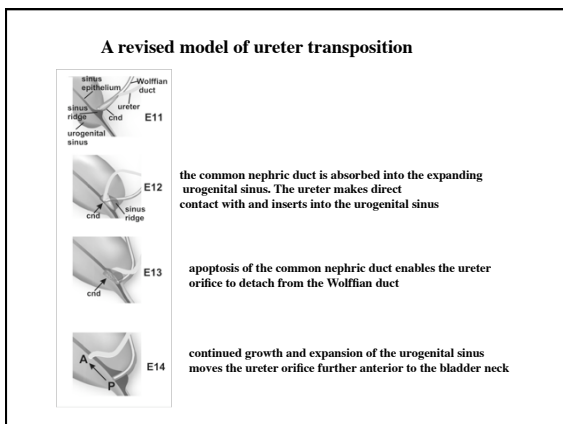 A revised model of ureter transposition
sinus
epithelium
Wolffian
duct
ureter
sinus
ridge
cnd
E11
urogenital
sinus
E12
the common nephric duct is absorbed into the expanding
urogenital sinus. The ureter makes direct
contact with and inserts into the urogenital sinus
cnd
sinus
ridge
E13
apoptosis of the common nephric duct enables the ureter
orifice to detach from the Wolffian duct
cnd
A
E14
P
continued growth and expansion of the urogenital sinus
moves the ureter orifice further anterior to the bladder neck